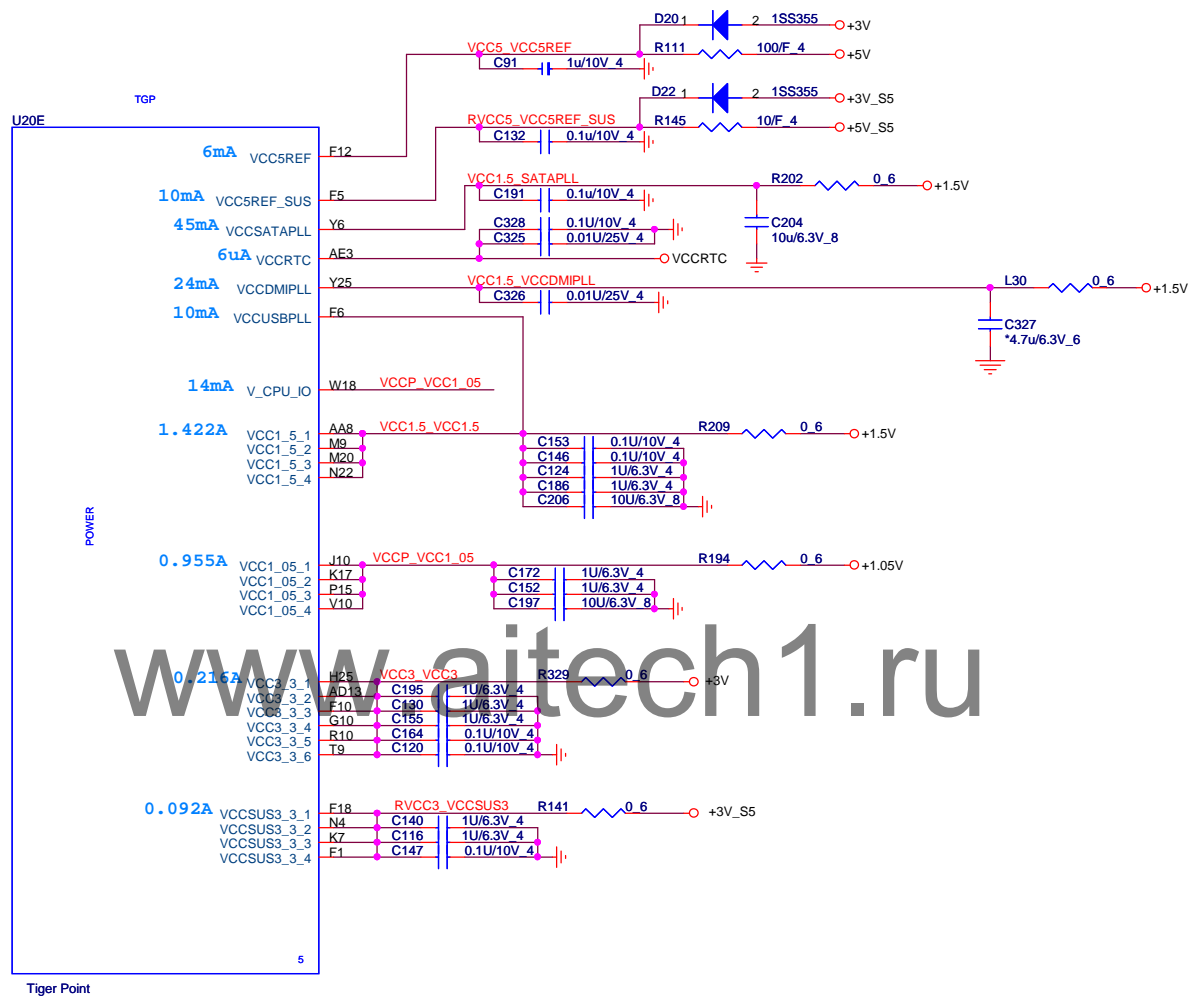 D20 1 2 1SS355 +3V
VCC5_VCC5REF R111 100/F_4 +5V
C91 1u/10V_4
TGP
D22 1 2 1SS355 +3V_S5
U20E RVCC5_VCC5REF_SUS R145 10/F_4 +5V_S5
C132 0.1u/10V_4
6mA VCC5REF F12
VCC1.5_SATAPLL R202 0_6 +1.5V
10mA VCC5REF_SUS F5 C191 0.1u/10V_4
45mA VCCSATAPLL Y6 C328 0.1U/10V_4 C204
C325 0.01U/25V_4 10u/6.3V_8
6uA VCCRTC AE3 VCCRTC
24mA VCCDMIPLL Y25 VCC1.5_VCCDMIPLL L30 0_6 +1.5V
C326 0.01U/25V_4
10mA VCCUSBPLL F6 C327
*4.7u/6.3V_6
14mA V_CPU_IO W18 VCCP_VCC1_05
1.422A VCC1_5_1 AA8 VCC1.5_VCC1.5 R209 0_6 +1.5V
VCC1_5_2 M9 C153 0.1U/10V_4
VCC1_5_3 M20 C146 0.1U/10V_4
VCC1_5_4 N22 C124 1U/6.3V_4
C186 1U/6.3V_4
C206 10U/6.3V_8
POWER
0.955A VCC1_05_1 J10 VCCP_VCC1_05 R194 0_6 +1.05V
VCC1_05_2 K17 C172 1U/6.3V_4
VCC1_05_3 P15 C152 1U/6.3V_4
VCC1_05_4 V10 C197 10U/6.3V_8
www.aitech1.ru
0.216A VCC3_3_1 H25 VCC3_VCC3 R329 0_6 +3V
VCC3_3_2 AD13 C195 1U/6.3V_4
VCC3_3_3 F10 C130 1U/6.3V_4
VCC3_3_4 G10 C155 1U/6.3V_4
VCC3_3_5 R10 C164 0.1U/10V_4
VCC3_3_6 T9 C120 0.1U/10V_4
0.092A VCCSUS3_3_1 F18 RVCC3_VCCSUS3 R141 0_6 +3V_S5
VCCSUS3_3_2 N4 C140 1U/6.3V_4
VCCSUS3_3_3 K7 C116 1U/6.3V_4
VCCSUS3_3_4 F1 C147 0.1U/10V_4
5
Tiger Point